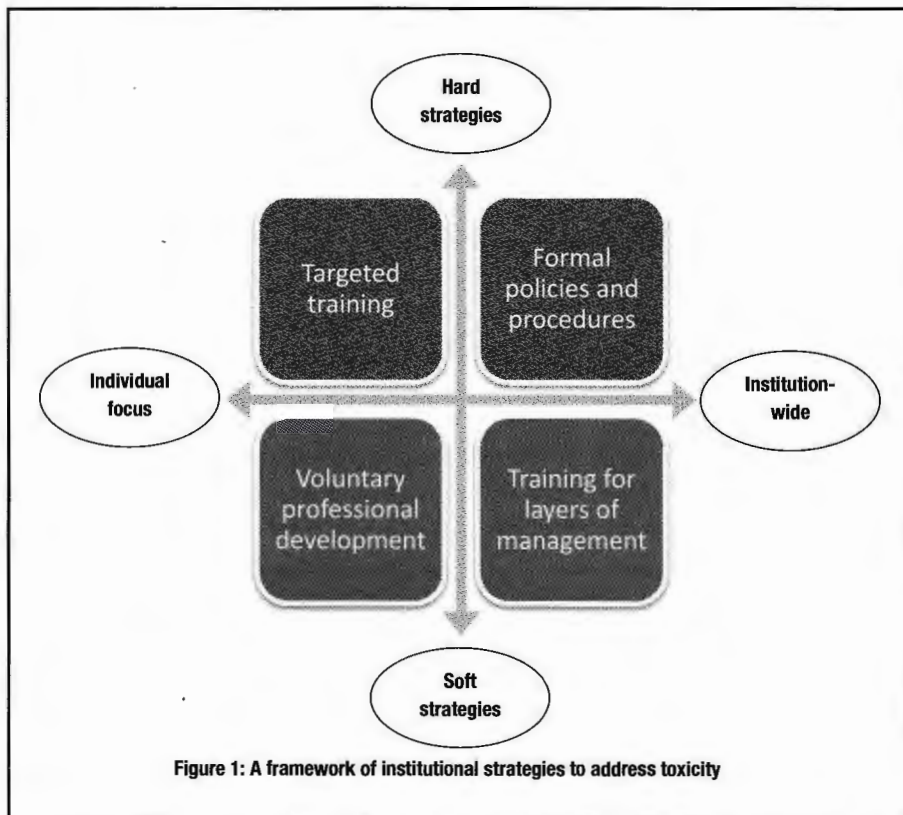 Hard
strategies
Targeted
training
Formal
policies and
procedures
Individual
focus
Institution-
wide
Voluntary
professional
development
Training for
layers of
management
Soft
strategies
Figure 1: A framework of institutional strategies to address toxicity